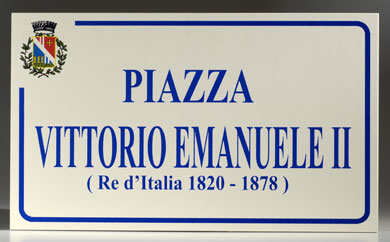 PIAZZA
VITTORIO EMANUELE II
( Re d'Italia 1820 - 1878 )